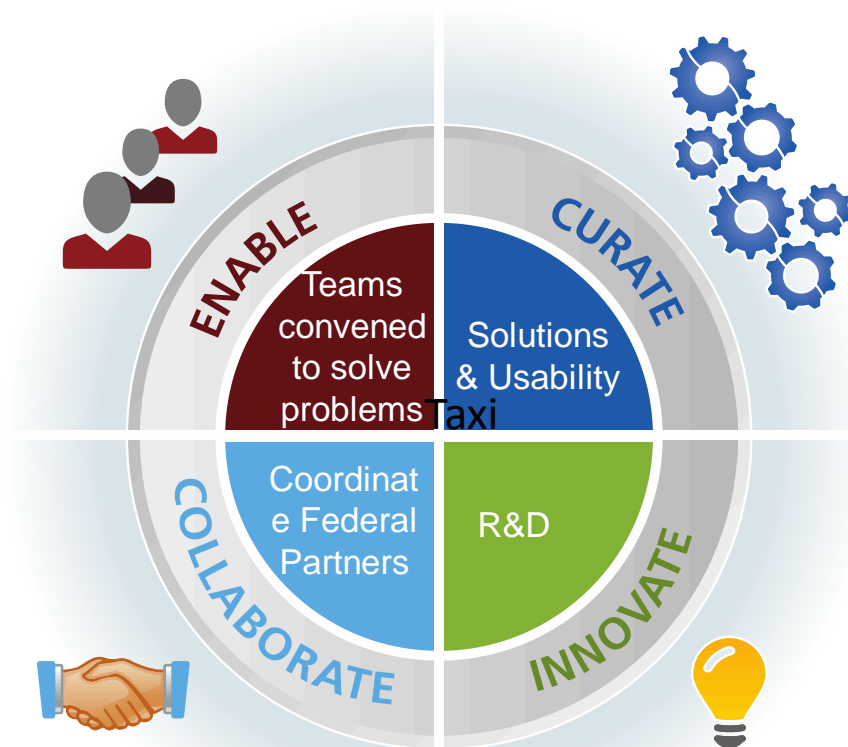 ENABLE
Teams
convened
to solve
problems
CURATE
Solutions
& Usability
Taxi
COLLABORATE
Coordinat
e Federal
Partners
INNOVATE
R&D